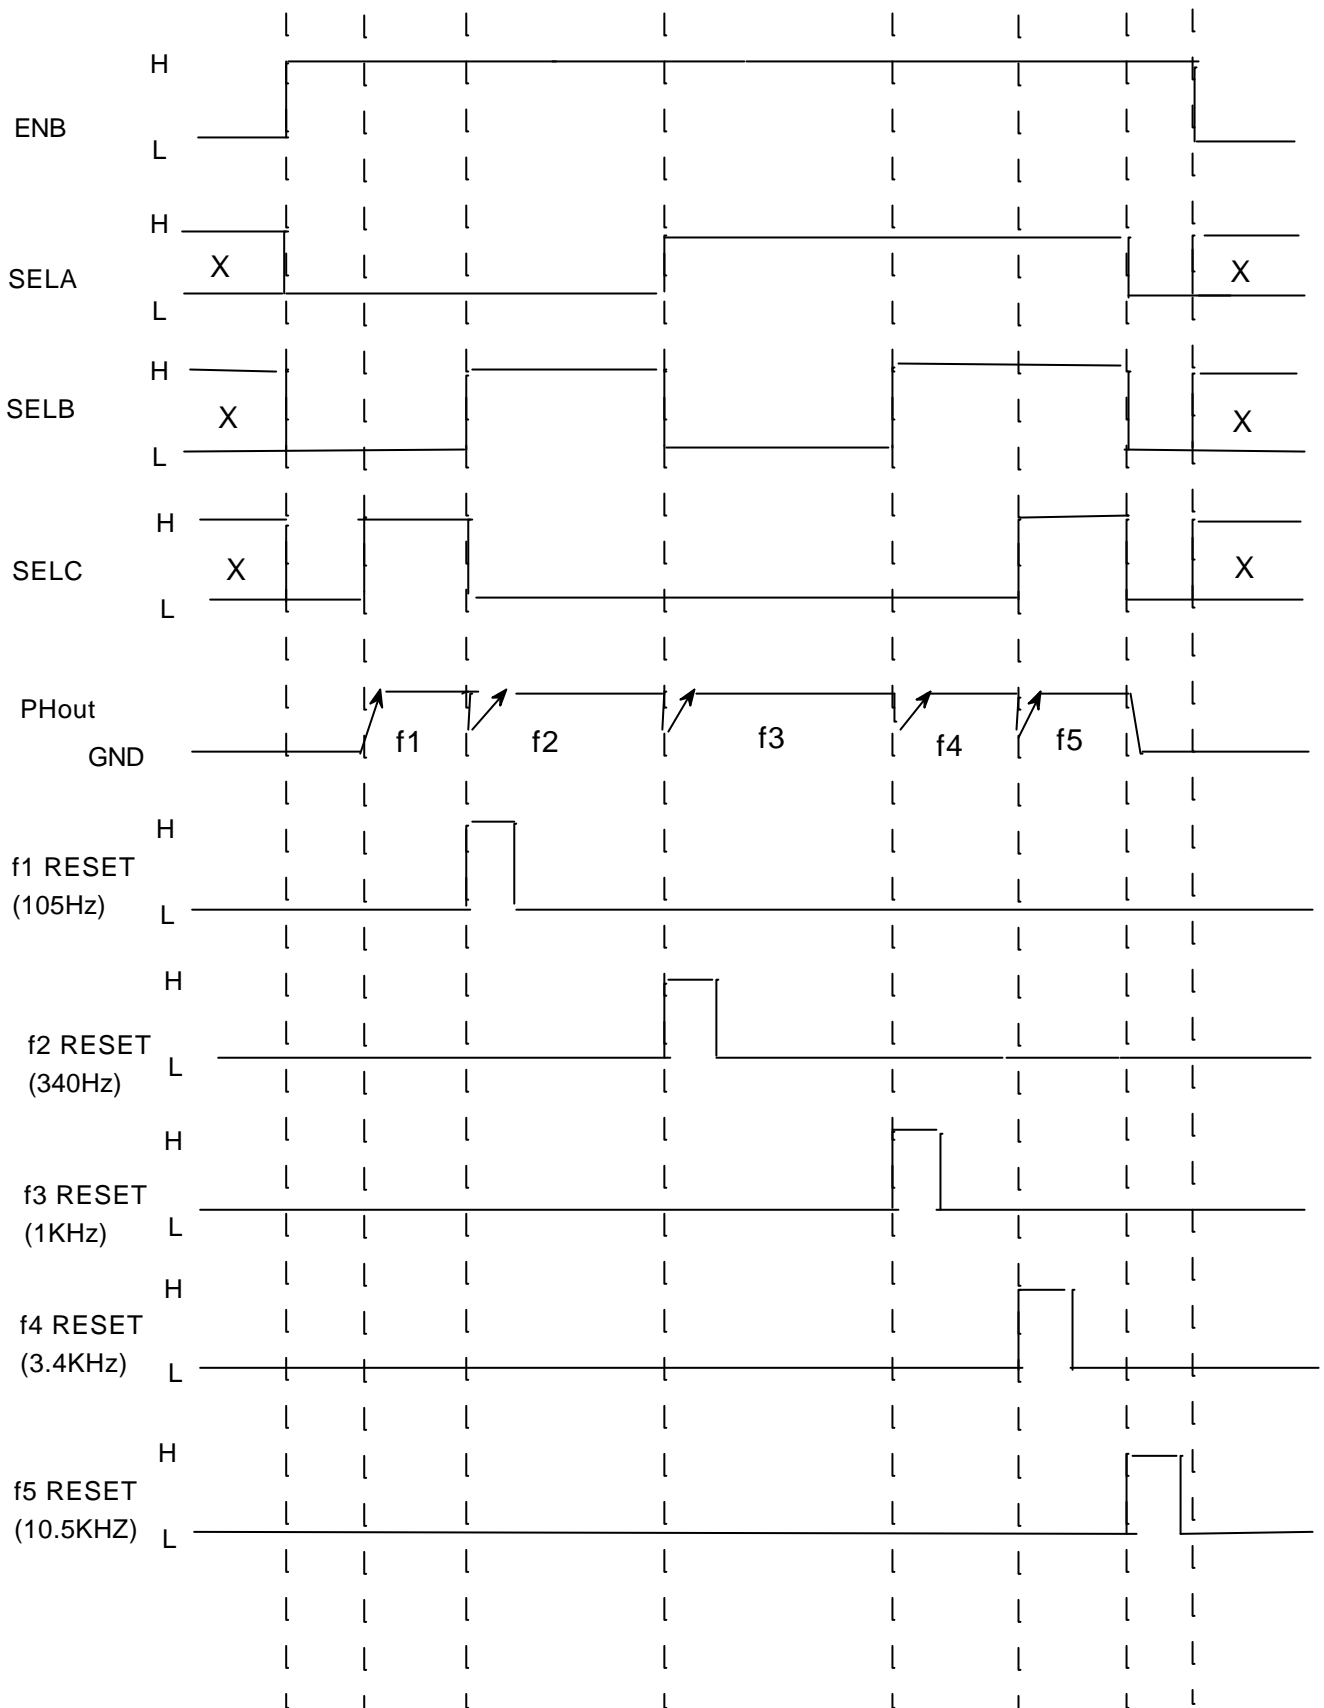 H
ENB
L
H
X
X
SELA
L
H
SELB
X
X
L
H
SELC
X
X
L
PHout
f1
f2
f3
f4
f5
GND
H
f1 RESET
(105Hz)
L
H
f2 RESET
L
(340Hz)
H
f3 RESET
(1KHz)
L
H
f4 RESET
(3.4KHz)
L
H
f5 RESET
(10.5KHZ)
L